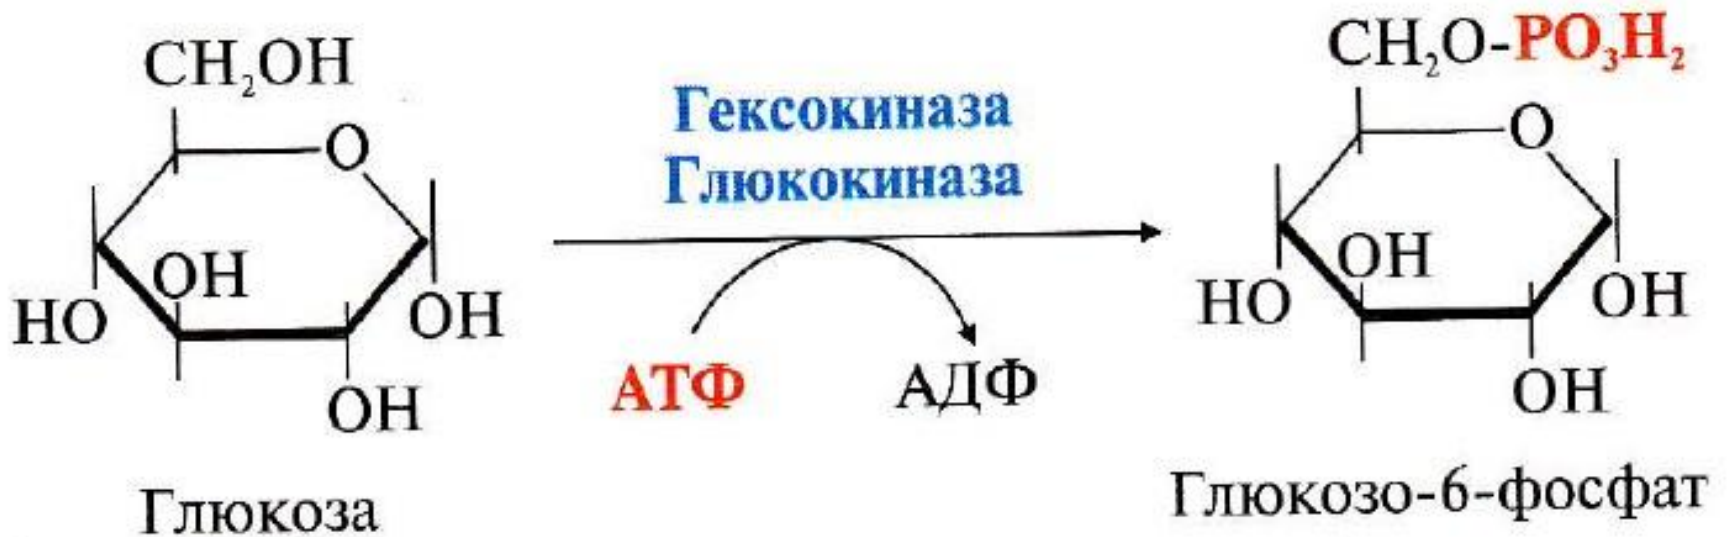 CH₂OH
O
HO
OH
OH
OH
Глюкоза
Гексокиназа
Глюкокиназа
АТФ
АДФ
CH₂O-PO₃H₂
O
HO
OH
OH
OH
Глюкозо-6-фосфат